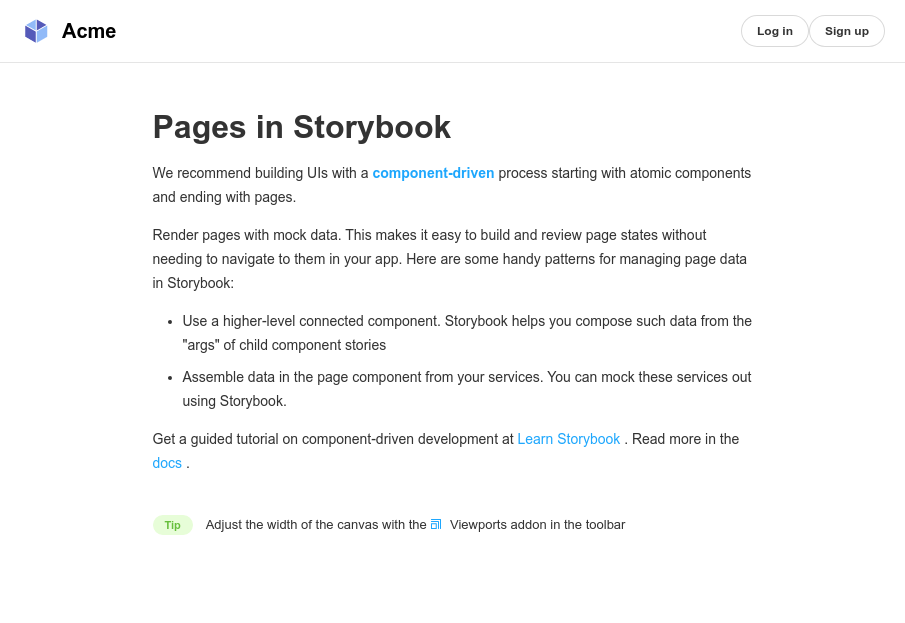 Acme
Log in
Sign up
Pages in Storybook
We recommend building UIs with a component-driven process starting with atomic components
and ending with pages.
Render pages with mock data. This makes it easy to build and review page states without
needing to navigate to them in your app. Here are some handy patterns for managing page data
in Storybook:
• Use a higher-level connected component. Storybook helps you compose such data from the
"args" of child component stories
• Assemble data in the page component from your services. You can mock these services out
using Storybook.
Get a guided tutorial on component-driven development at Learn Storybook . Read more in the
docs .
Tip Adjust the width of the canvas with the Viewports addon in the toolbar